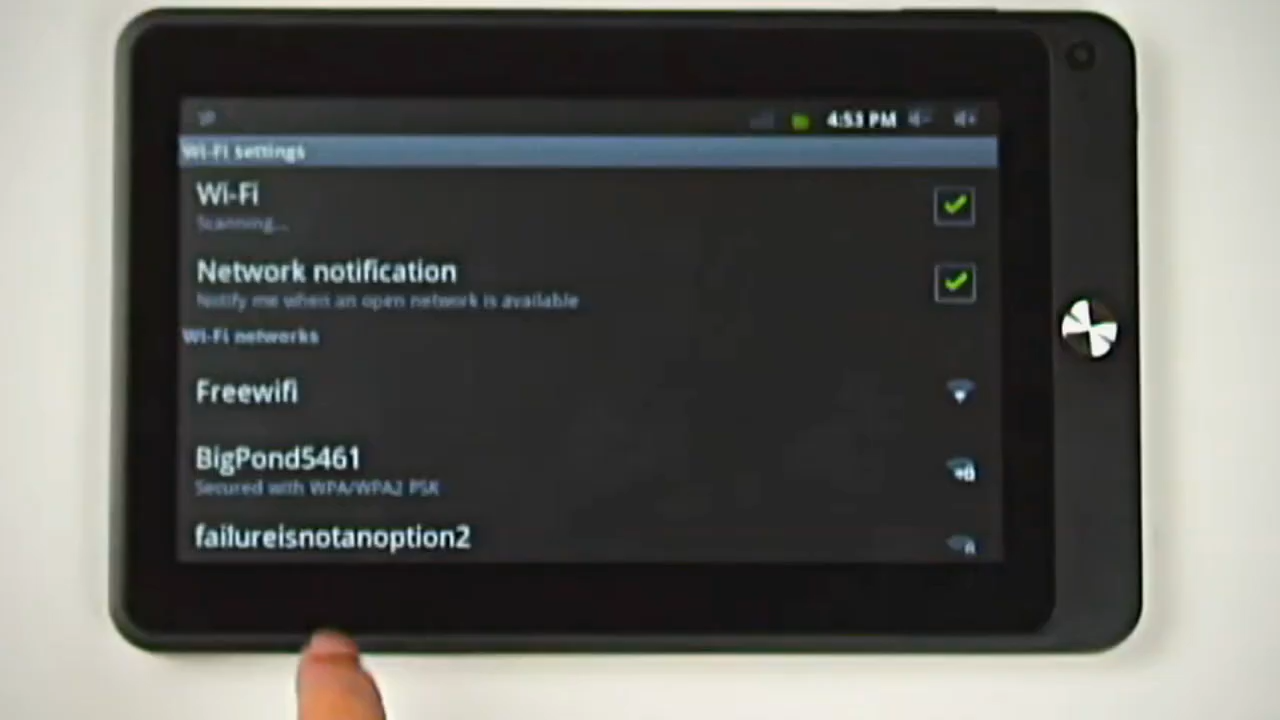 4:53 PM
Wi-Fi settings
Wi-Fi
Scanning...
Network notification
Notify me when an open network is available
Wi-Fi networks
Freewifi
BigPond5461
Secured with WPA/WPA2 PSK
failureisnotanoption2